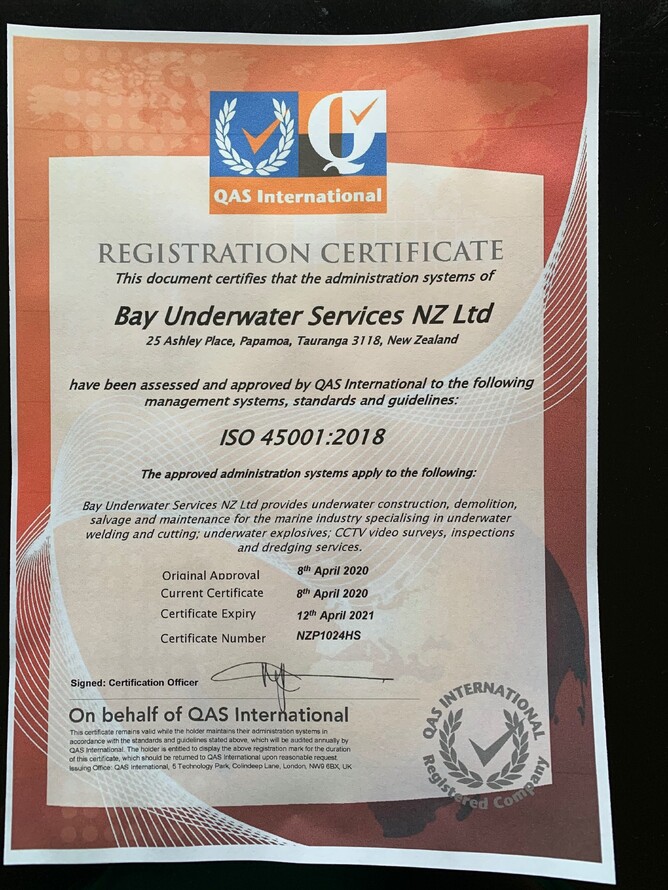 QAS International
REGISTRATION CERTIFICATE
This document certifies that the administration systems of
Bay Underwater Services NZ Ltd
25 Ashley Place, Papamoa, Tauranga 3118, New Zealand
have been assessed and approved by QAS International to the following
management systems, standards and guidelines:
ISO 45001:2018
The approved administration systems apply to the following:
Bay Underwater Services NZ Ltd provides underwater construction, demolition,
salvage and maintenance for the marine industry specialising in underwater
welding and cutting; underwater explosives; CCTV video surveys, inspections
and dredging services.
Original Approval 8th April 2020
Current Certificate 8th April 2020
Certificate Expiry 12th April 2021
Certificate Number NZP1024HS
Signed: Certification Officer
On behalf of QAS International
This certificate remains valid while the holder maintains their administration systems in
accordance with the standards and guidelines stated above, which will be audited annually by
QAS International. The holder is entitled to display the above registration mark for the duration
of this certificate, which should be returned to QAS International upon reasonable request
Issuing Office: QAS International, 5 Technology Park, Colindeep Lane, London, NW9 6BX, UK
QAS INTERNATIONAL
Registered Company